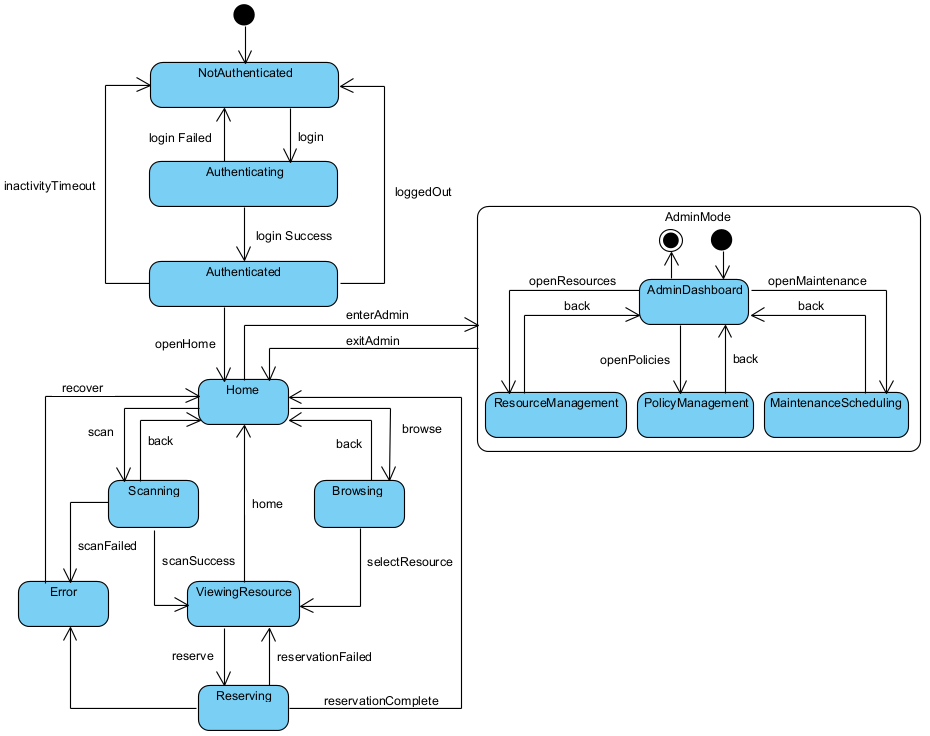 NotAuthenticated
login Failed
login
Authenticating
inactivityTimeout
loggedOut
login Success
Authenticated
openHome
enterAdmin
exitAdmin
AdminMode
openResources
AdminDashboard
openMaintenance
back
back
openPolicies
back
ResourceManagement
PolicyManagement
MaintenanceScheduling
recover
Home
scan
back
back
browse
Scanning
Browsing
home
scanFailed
scanSuccess
selectResource
Error
ViewingResource
reserve
reservationFailed
Reserving
reservationComplete